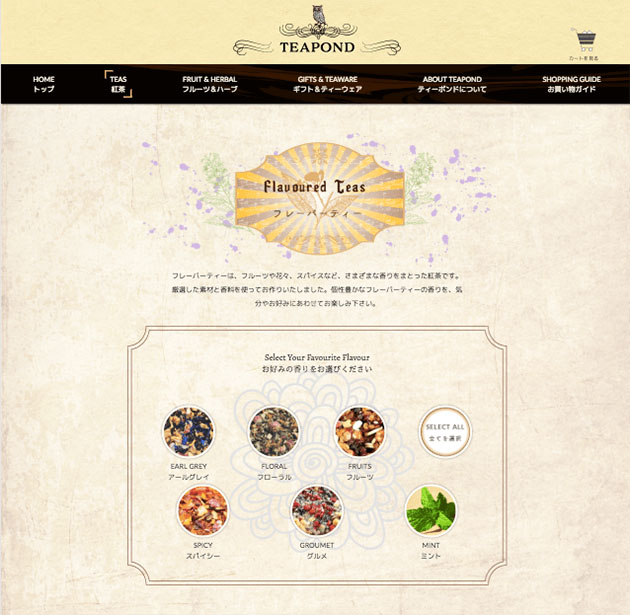 TEAPOND
カートを見る
HOME
トップ
TEAS
紅茶
FRUIT & HERBAL
フルーツ&ハーブ
GIFTS & TEAWARE
ギフト&ティーウェア
ABOUT TEAPOND
ティーポンドについて
SHOPPING GUIDE
お買い物ガイド
Flavoured Teas
フレーバーティー
フレーバーティーは、フルーツや花々、スパイスなど、さまざまな香りをまとった紅茶です。
厳選した素材と香料を使ってお作りいたしました。個性豊かなフレーバーティーの香りを、気
分やお好みにあわせてお楽しみ下さい。
Select Your Favourite Flavour
お好みの香りをお選びください
EARL GREY
アールグレイ
FLORAL
フローラル
FRUITS
フルーツ
SELECT ALL
全てを選択
SPICY
スパイシー
GROUMET
グルメ
MINT
ミント